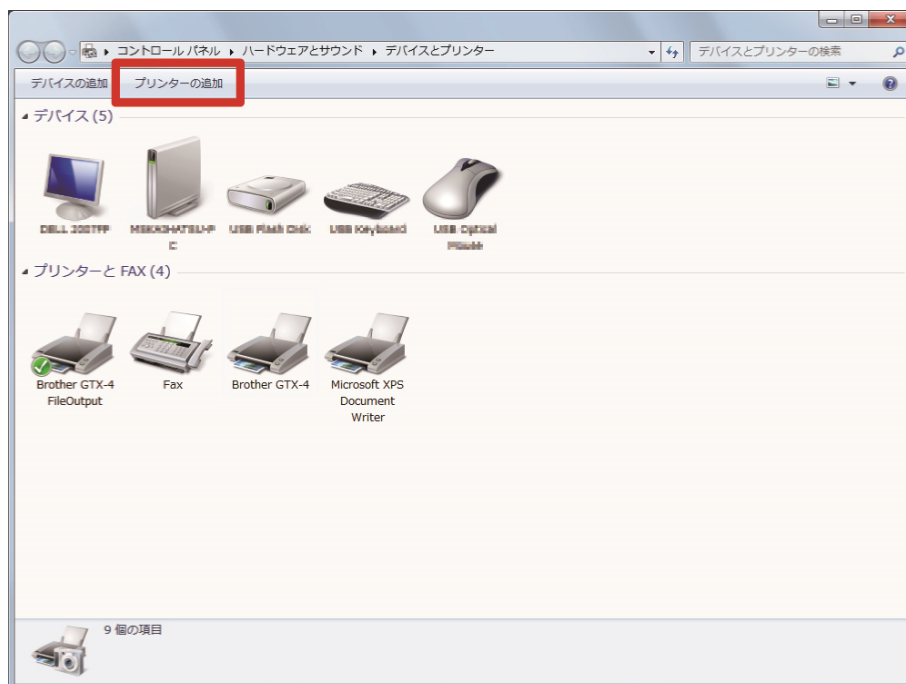 コントロール パネル ▸ ハードウェアとサウンド ▸ デバイスとプリンター
デバイスとプリンターの検索
デバイスの追加 プリンターの追加
デバイス (5)
プリンターと FAX (4)
Brother GTX-4
FileOutput
Fax
Brother GTX-4
Microsoft XPS
Document
Writer
9 個の項目